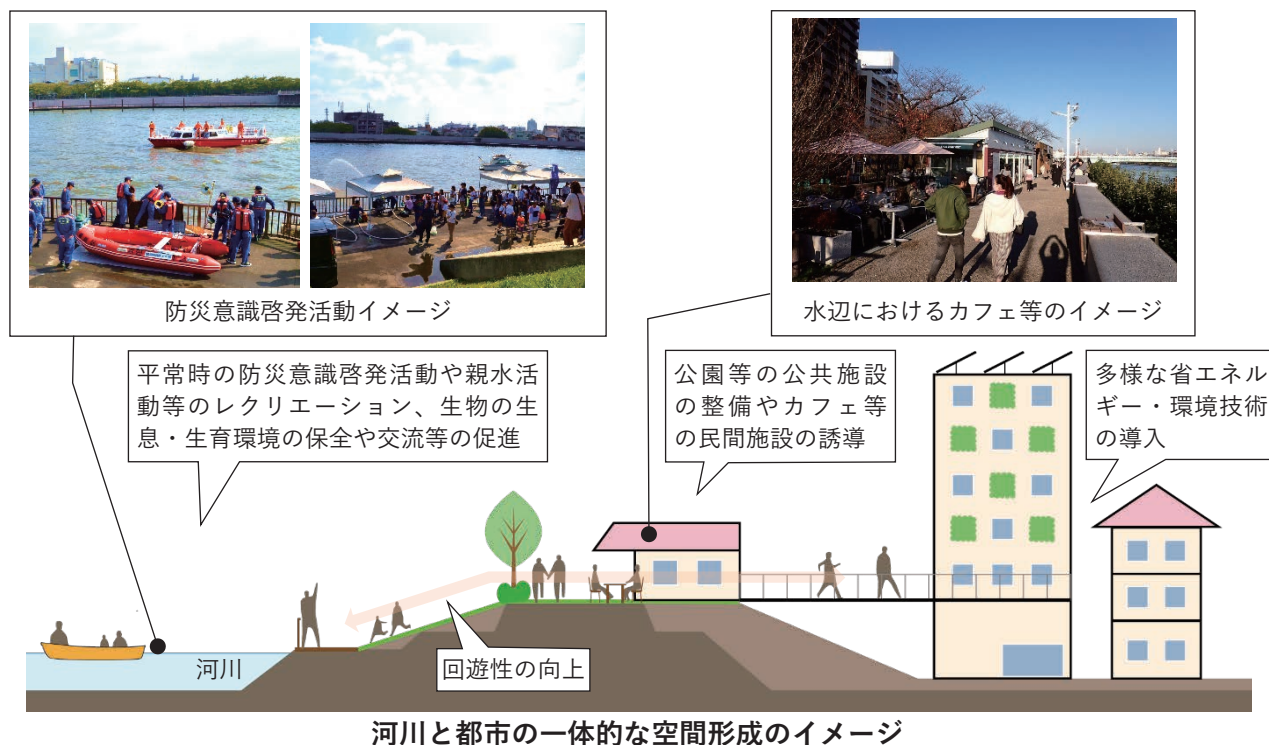 防災意識啓発活動イメージ
水辺におけるカフェ等のイメージ
平常時の防災意識啓発活動や親水活
動等のレクリエーション、生物の生
息・生育環境の保全や交流等の促進
公園等の公共施設
の整備やカフェ等
の民間施設の誘導
多様な省エネル
ギー・環境技術
の導入
河川
回遊性の向上
河川と都市の一体的な空間形成のイメージ